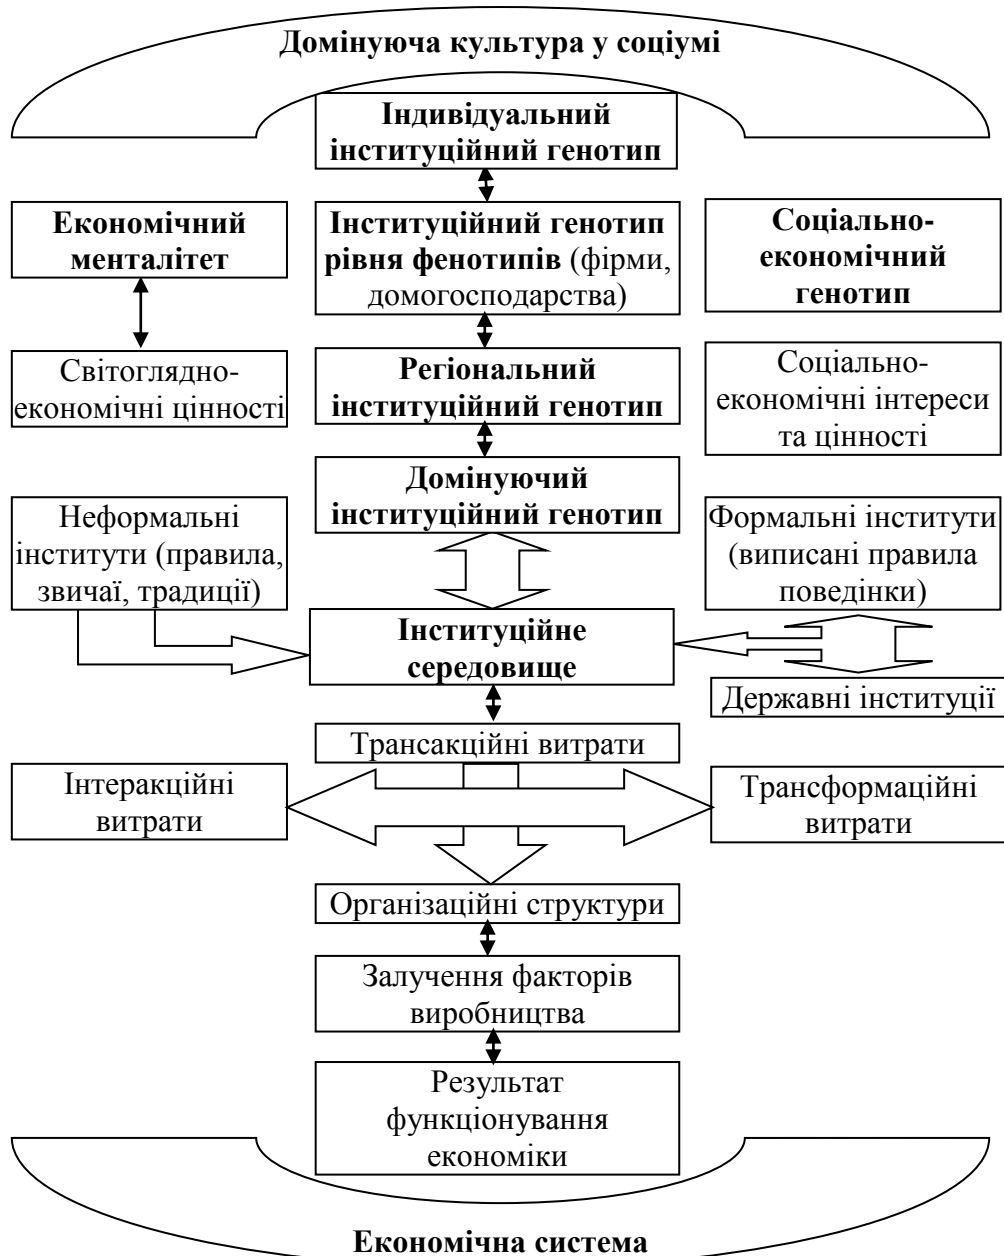 Домінуюча культура у соціумі
Індивідуальний
інституційний генотип
Економічний
менталітет
Інституційний генотип
рівня фенотипів (фірми,
домогосподарства)
Соціально-
економічний
генотип
Світоглядно-
економічні цінності
Регіональний
інституційний генотип
Соціально-
економічні інтереси
та цінності
Домінуючий
інституційний генотип
Неформальні
інститути (правила,
звичаї, традиції)
Формальні інститути
(виписані правила
поведінки)
Інституційне
середовище
Державні інституції
Трансакційні витрати
Інтеракційні
витрати
Трансформаційні
витрати
Організаційні структури
Залучення факторів
виробництва
Результат
функціонування
економіки
Економічна система